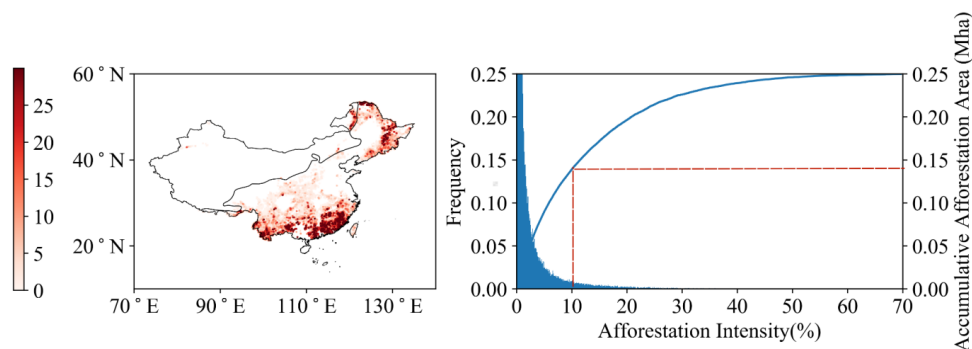 25
20
15
10
5
0
60°N
40°N
20°N
70°E
90°E
110°E
130°E
Frequency
0.25
0.20
0.15
0.10
0.05
0.00
0
10
20
30
40
50
60
70
Afforestation Intensity(%)
0.25
0.20
0.15
0.10
0.05
0.00
Accumulative Afforestation Area (Mha)